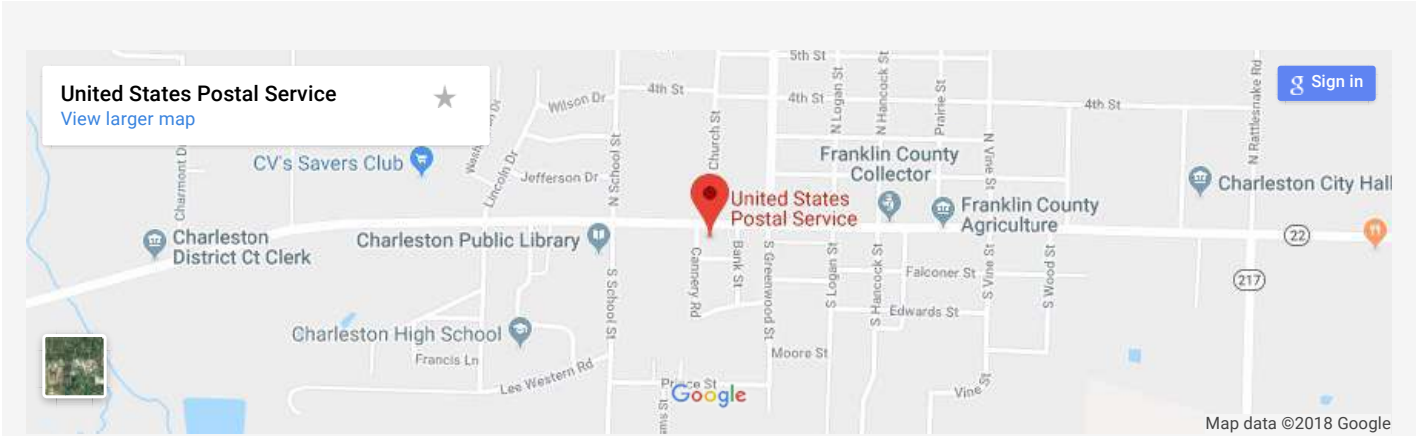 United States Postal Service
View larger map
Sign in
5th St
4th St
4th St
4th St
Wilson Dr
N School St
Church St
N Logan St
N Hancock St
Prairie St
N Vine St
N Rattlesnake Rd
Charmont D
Lincoln Dr
Jefferson Dr
CV's Savers Club
Franklin County
Collector
Charleston City Hall
United States
Postal Service
Franklin County
Agriculture
Charleston
District Ct Clerk
Charleston Public Library
22
217
S School St
Cannery Rd
Bank St
S Greenwood St
S Logan St
S Hancock St
Falconer St
S Vine St
S Wood St
Edwards St
Charleston High School
Francis Ln
Lee Western Rd
Moore St
Vine St
Google
Map data ©2018 Google